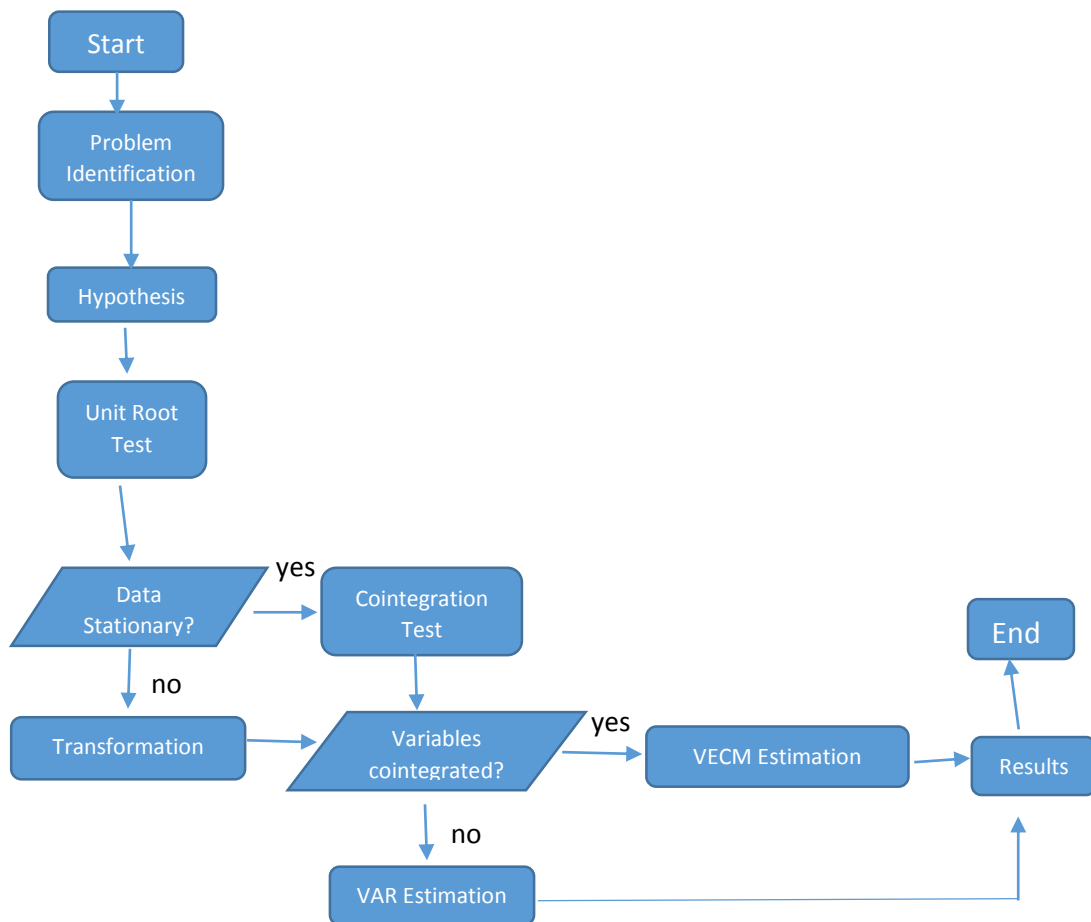 Start
Problem
Identification
Hypothesis
Unit Root
Test
Data
Stationary?
yes
Cointegration
Test
no
Transformation
Variables
cointegrated?
yes
VECM Estimation
Results
End
no
VAR Estimation